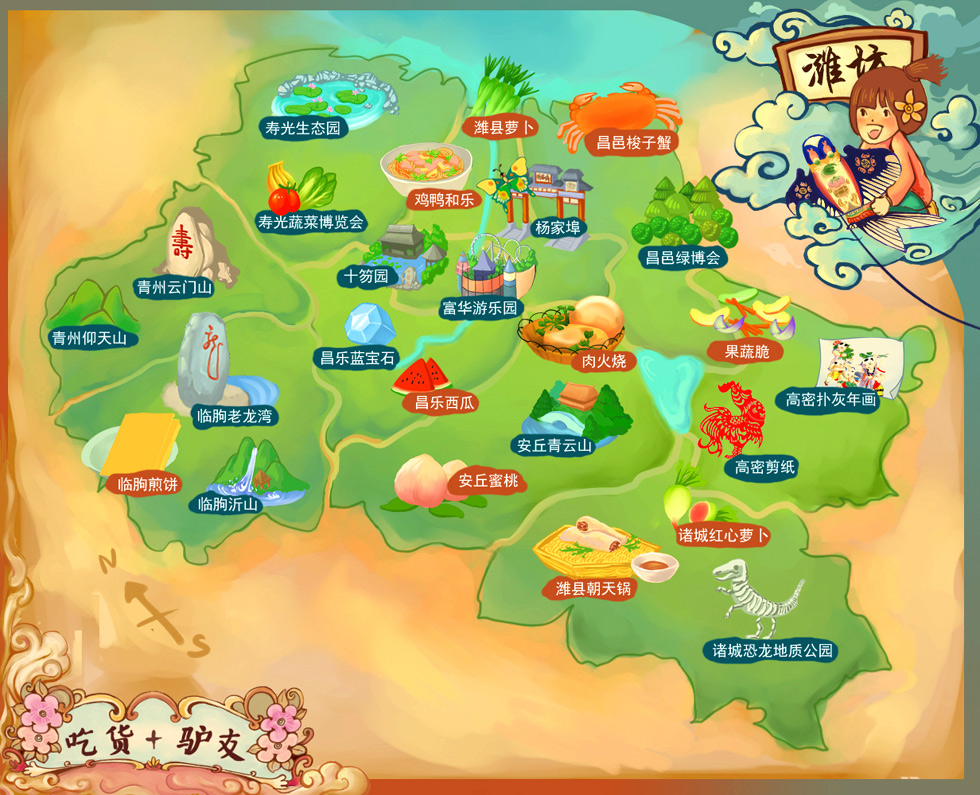 潍坊
寿光生态园
潍县萝卜
昌邑梭子蟹
鸡鸭和乐
寿光蔬菜博览会
杨家埠
寿
昌邑绿博会
十笏园
青州云门山
富华游乐园
青州仰天山
昌乐蓝宝石
果蔬脆
肉火烧
龙
昌乐西瓜
高密扑灰年画
临朐老龙湾
安丘青云山
高密剪纸
临朐煎饼
安丘蜜桃
临朐沂山
诸城红心萝卜
潍县朝天锅
N
S
诸城恐龙地质公园
吃货+驴友